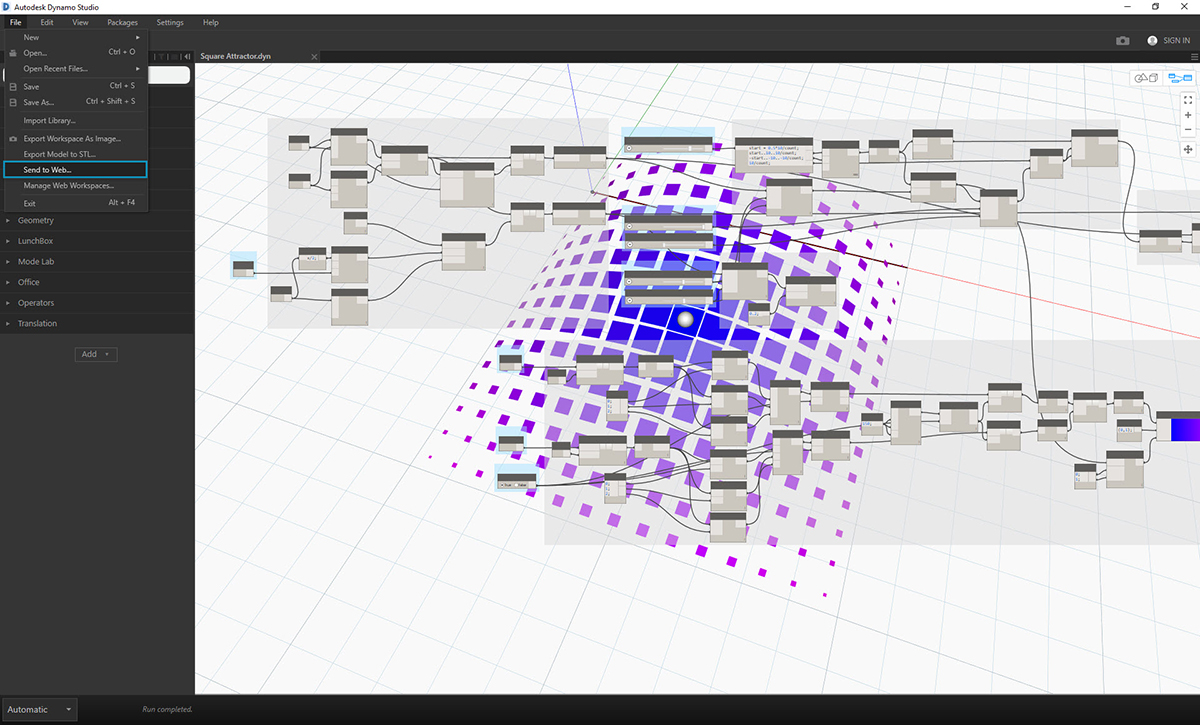 Autodesk Dynamo Studio
File Edit View Packages Settings Help
SIGN IN
Square Attractor.dyn
New
Open... Ctrl + O
Open Recent Files...
Save Ctrl + S
Save As... Ctrl + Shift + S
Import Library...
Export Workspace As Image...
Export Model to STL...
Send to Web...
Manage Web Workspaces...
Exit Alt + F4
Geometry
LunchBox
Mode Lab
Office
Operators
Translation
Add +
start = 0.5*10/count;
start..10..10/count;
-start..-10..-10/count;
10/count;
Automatic
Run completed.